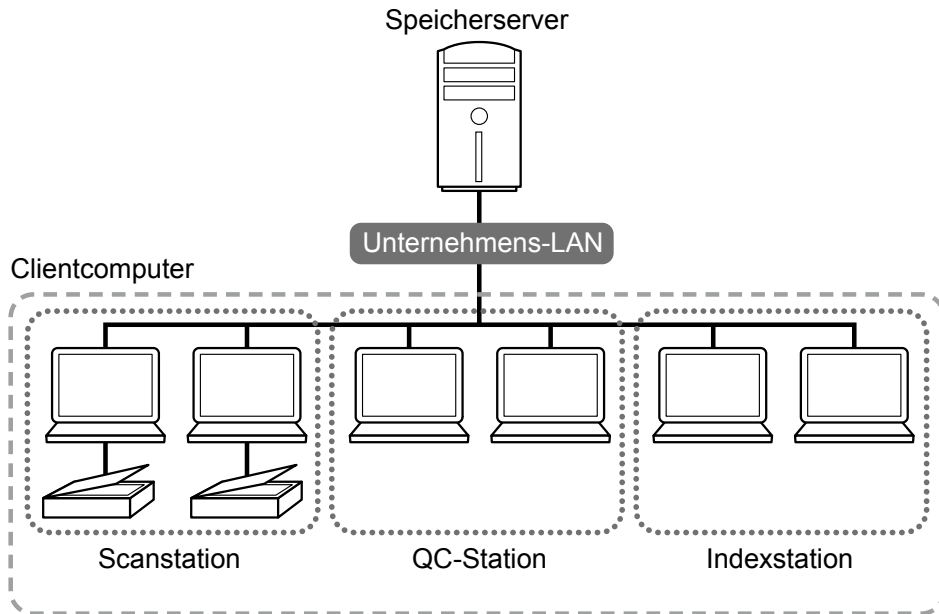 Speicherserver
Unternehmens-LAN
Clientcomputer
Scanstation
QC-Station
Indexstation